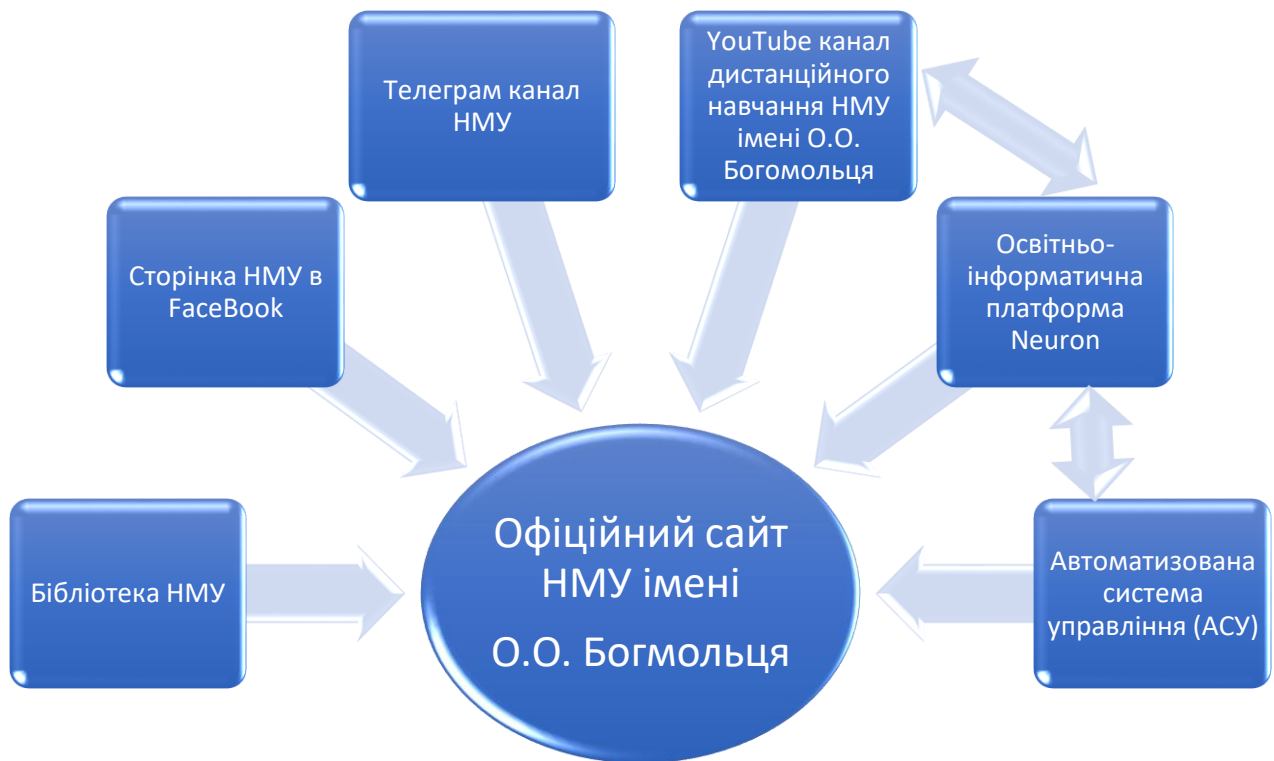 Телеграм канал
НМУ
YouTube канал
дистанційного
навчання НМУ
імені О.О.
Богомольця
Сторінка НМУ в
FaceBook
Освітньо-
інформатична
платформа
Neuron
Бібліотека НМУ
Офіційний сайт
НМУ імені
О.О. Богмольця
Автоматизована
система
управління (АСУ)